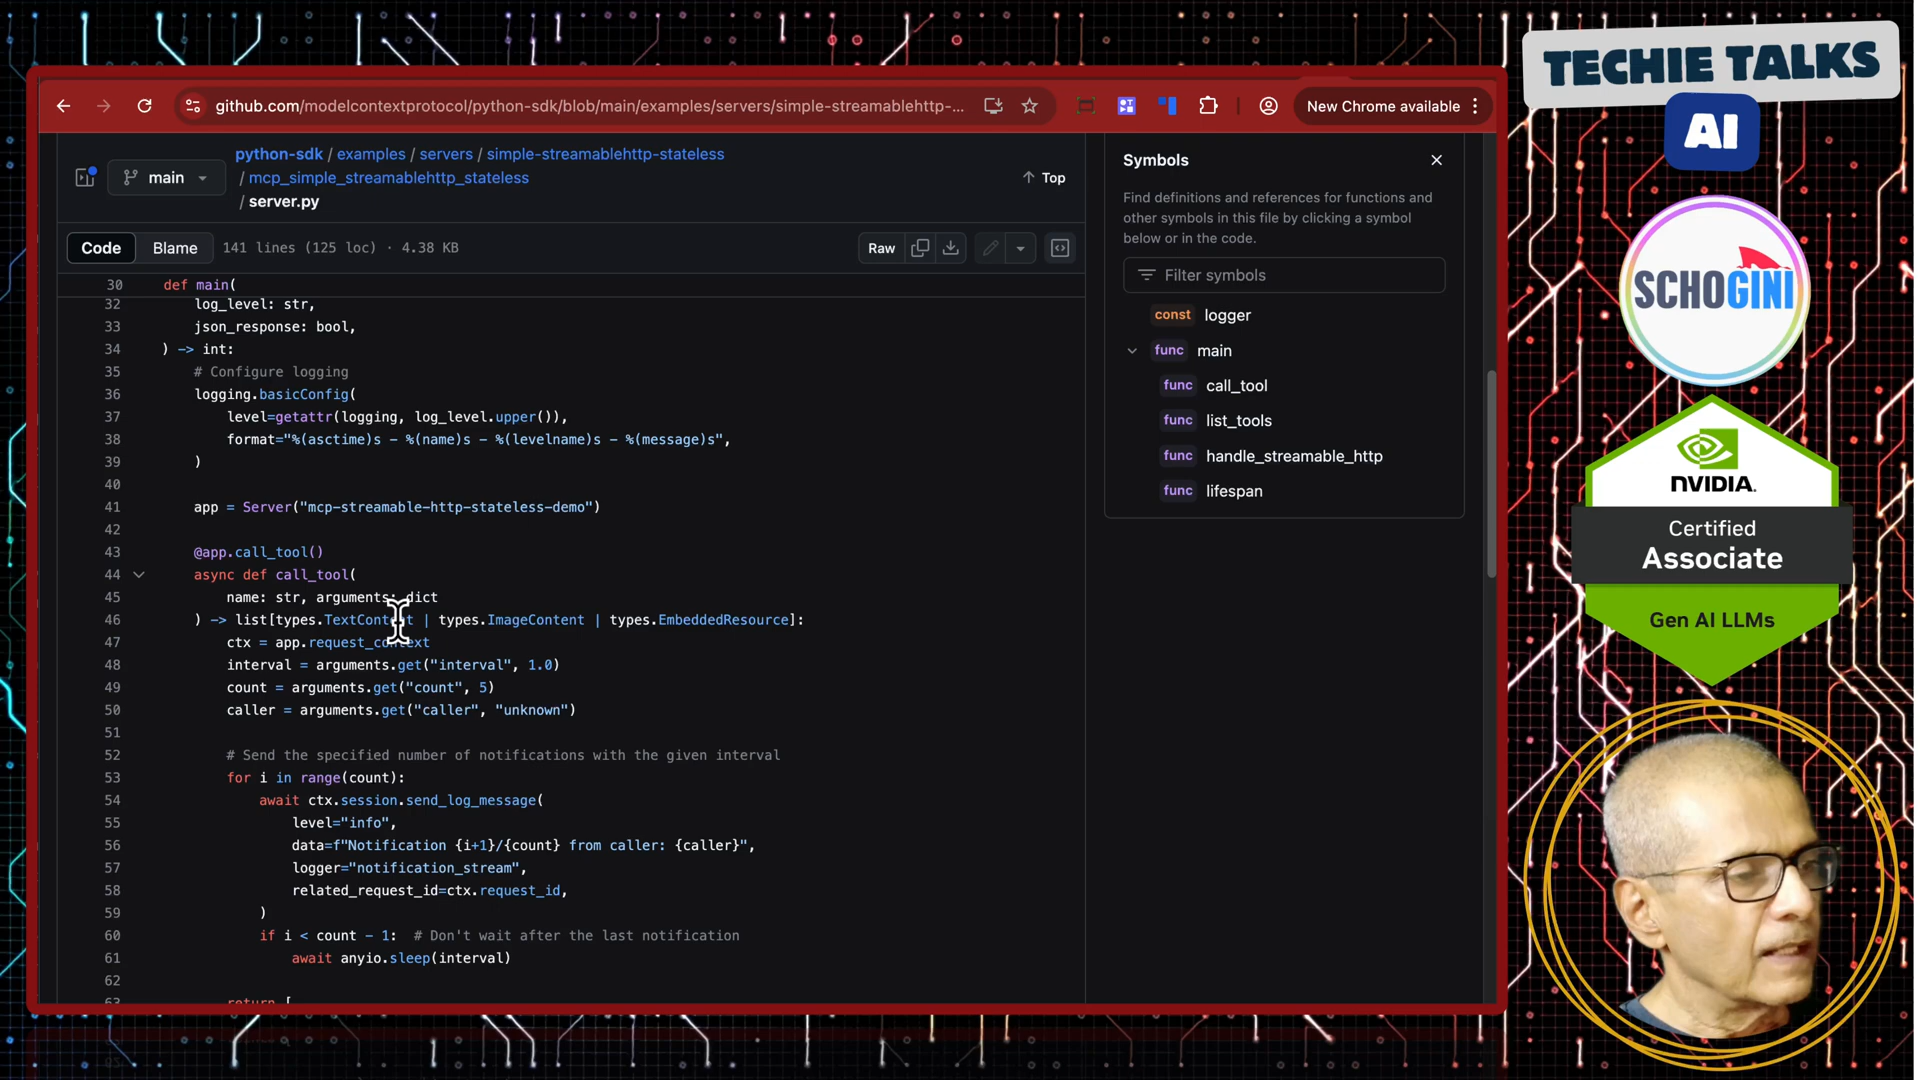 github.com/modelcontextprotocol/python-sdk/blob/main/examples/servers/simple-streamablehttp-...
New Chrome available
main
python-sdk / examples / servers / simple-streamablehttp-stateless
/ mcp_simple_streamablehttp_stateless
/ server.py
Top
Code
Blame
141 lines (125 loc) · 4.38 KB
Raw
30 def main(
32 log_level: str,
33 json_response: bool,
34 ) -> int:
35 # Configure logging
36 logging.basicConfig(
37 level=getattr(logging, log_level.upper()),
38 format="%(asctime)s - %(name)s - %(levelname)s - %(message)s",
39 )
40
41 app = Server("mcp-streamable-http-stateless-demo")
42
43 @app.call_tool()
44 async def call_tool(
45 name: str, arguments: dict
46 ) -> list[types.TextContent | types.ImageContent | types.EmbeddedResource]:
47 ctx = app.request_context
48 interval = arguments.get("interval", 1.0)
49 count = arguments.get("count", 5)
50 caller = arguments.get("caller", "unknown")
51
52 # Send the specified number of notifications with the given interval
53 for i in range(count):
54 await ctx.session.send_log_message(
55 level="info",
56 data=f"Notification {i+1}/{count} from caller: {caller}",
57 logger="notification_stream",
58 related_request_id=ctx.request_id,
59 )
60 if i < count - 1: # Don't wait after the last notification
61 await anyio.sleep(interval)
62
63 return [
Symbols
Find definitions and references for functions and
other symbols in this file by clicking a symbol
below or in the code.
Filter symbols
const logger
func main
func call_tool
func list_tools
func handle_streamable_http
func lifespan
TECHIE TALKS
AI
SCHOGINI
NVIDIA.
Certified
Associate
Gen AI LLMs